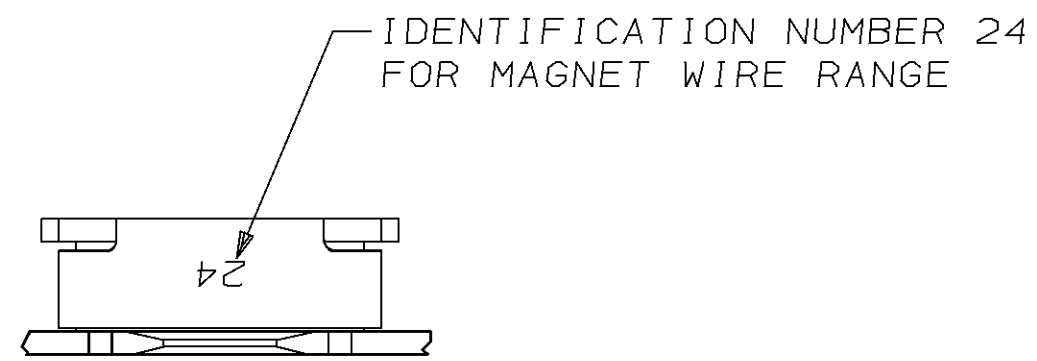 IDENTIFICATION NUMBER 24
FOR MAGNET WIRE RANGE
24